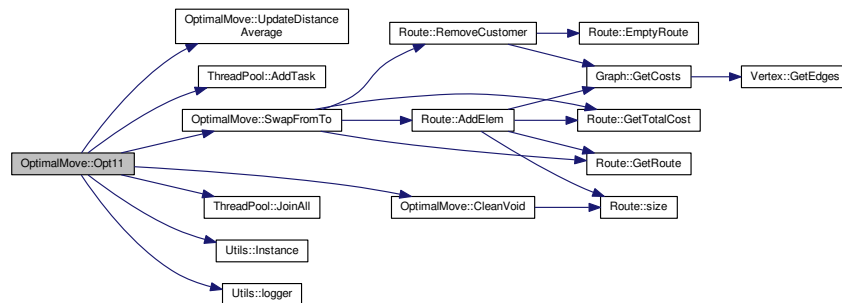 OptimalMove::UpdateDistance
Average
Route::RemoveCustomer
Route::EmptyRoute
ThreadPool::AddTask
Graph::GetCosts
Vertex::GetEdges
OptimalMove::SwapFromTo
Route::AddElem
Route::GetTotalCost
OptimalMove::Opt11
Route::GetRoute
ThreadPool::JoinAll
OptimalMove::CleanVoid
Route::size
Utils::Instance
Utils::logger